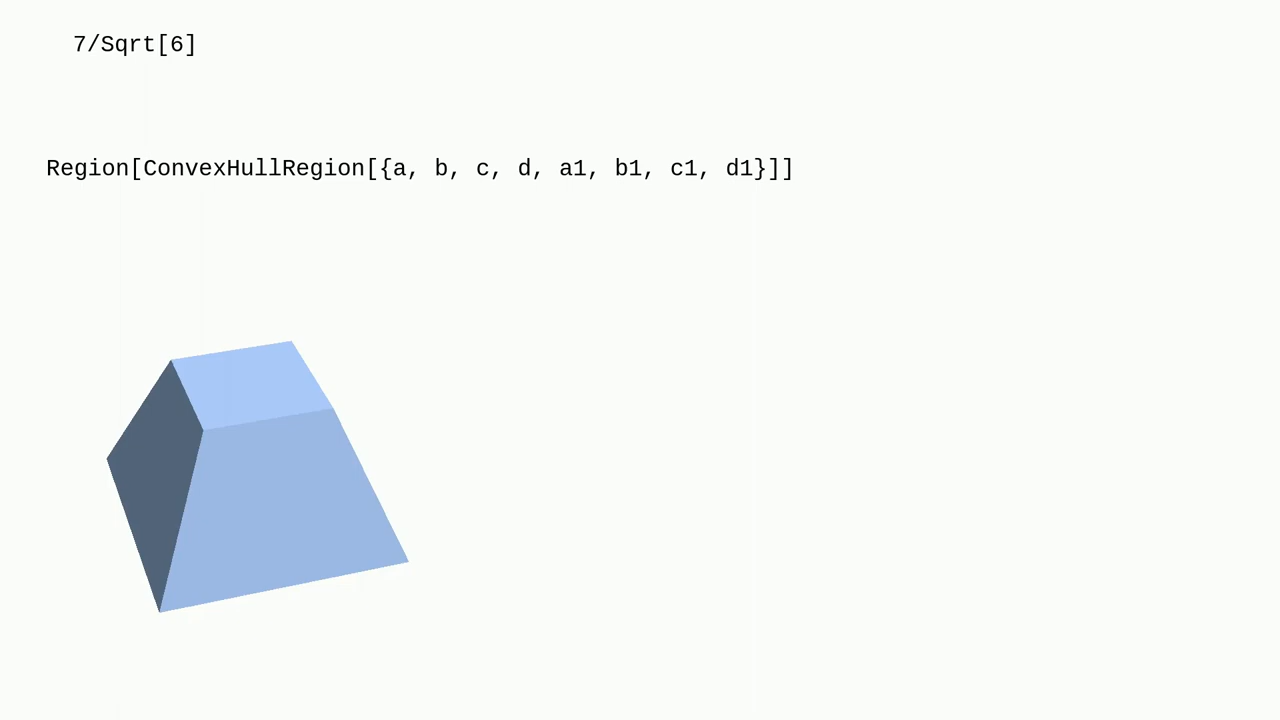 7/Sqrt[6]
Region[ConvexHullRegion[{a, b, c, d, a1, b1, c1, d1}]]